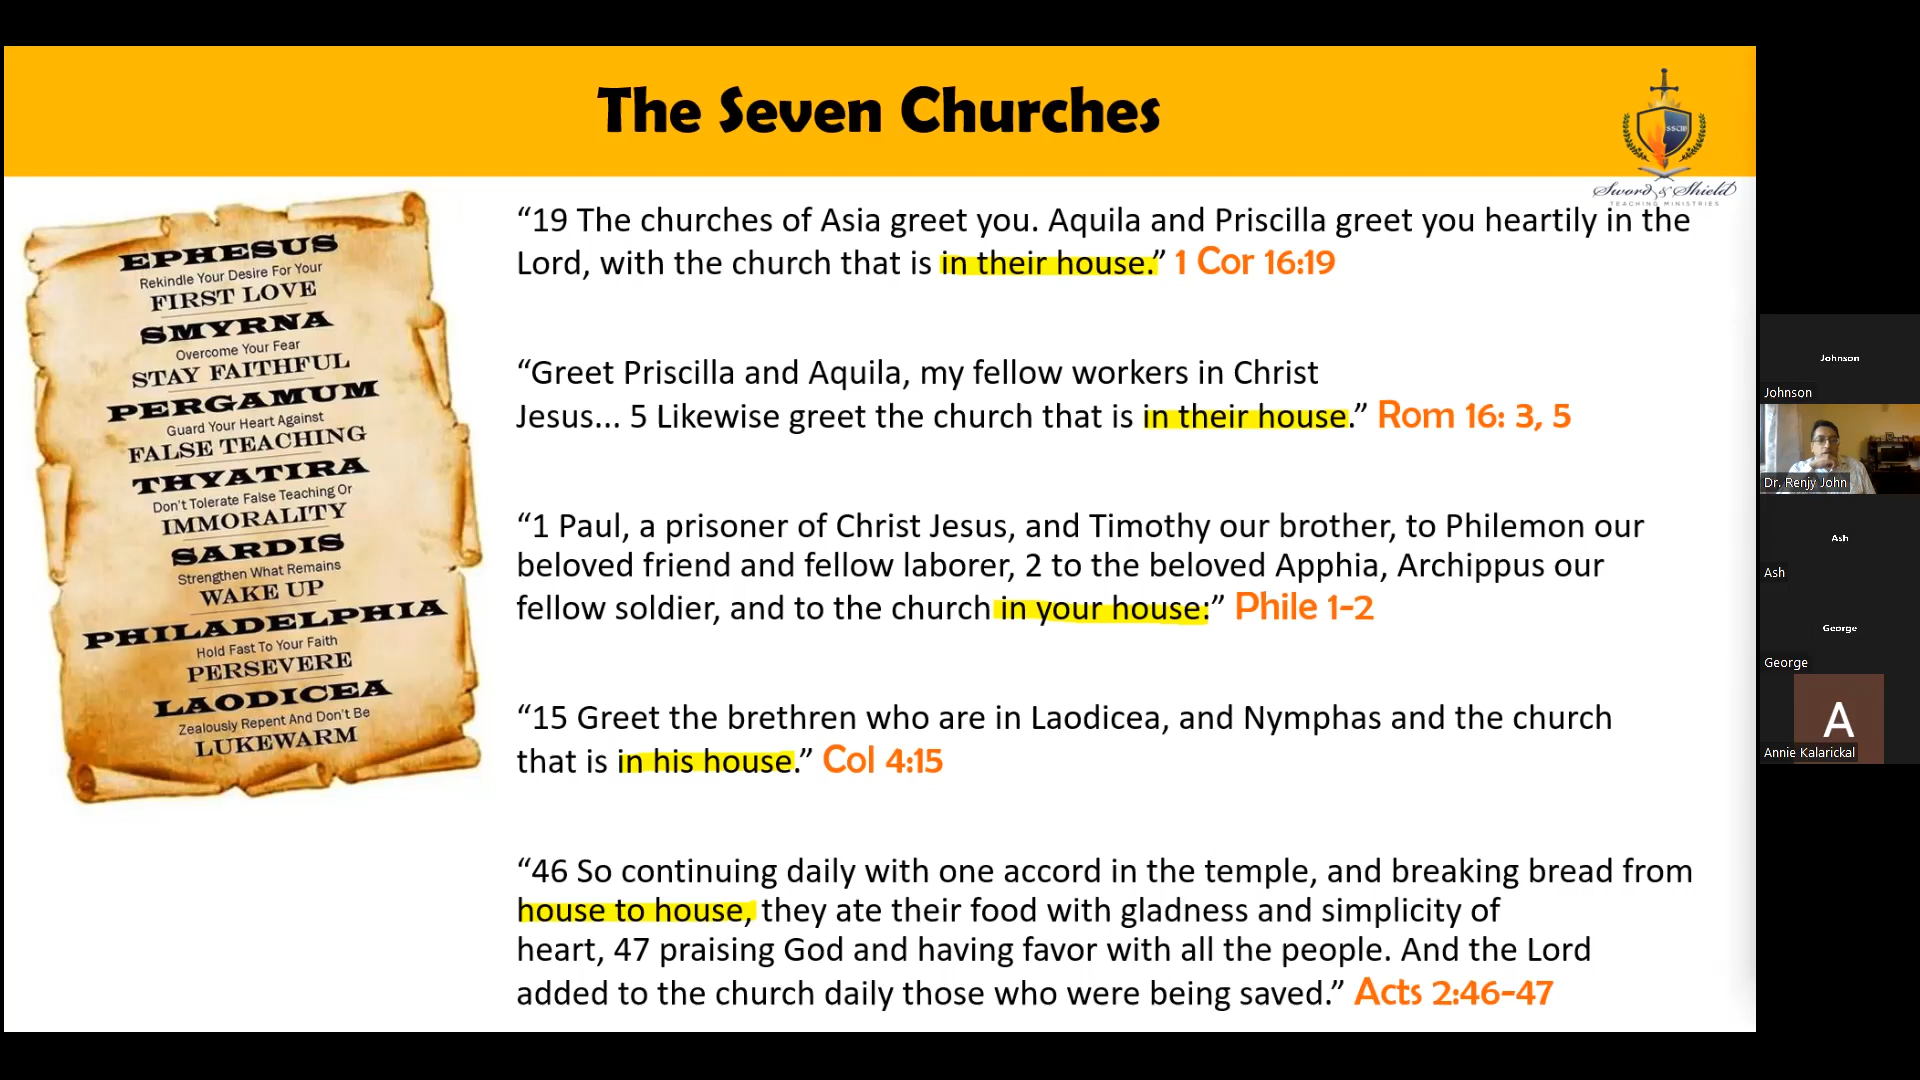 The Seven Churches
SSCM
Sword & Shield
TEACHING MINISTRIES
EPHESUS
Rekindle Your Desire For Your
FIRST LOVE
SMYRNA
Overcome Your Fear
STAY FAITHFUL
PERGAMUM
Guard Your Heart Against
FALSE TEACHING
THYATIRA
Don't Tolerate False Teaching Or
IMMORALITY
SARDIS
Strengthen What Remains
WAKE UP
PHILADELPHIA
Hold Fast To Your Faith
PERSEVERE
LAODICEA
Zealously Repent And Don't Be
LUKEWARM
“19 The churches of Asia greet you. Aquila and Priscilla greet you heartily in the
Lord, with the church that is in their house.” 1 Cor 16:19
“Greet Priscilla and Aquila, my fellow workers in Christ
Jesus... 5 Likewise greet the church that is in their house.” Rom 16: 3, 5
“1 Paul, a prisoner of Christ Jesus, and Timothy our brother, to Philemon our
beloved friend and fellow laborer, 2 to the beloved Apphia, Archippus our
fellow soldier, and to the church in your house:” Phile 1-2
“15 Greet the brethren who are in Laodicea, and Nymphas and the church
that is in his house.” Col 4:15
“46 So continuing daily with one accord in the temple, and breaking bread from
house to house, they ate their food with gladness and simplicity of
heart, 47 praising God and having favor with all the people. And the Lord
added to the church daily those who were being saved.” Acts 2:46-47
Johnson
Johnson
Dr. Renjy John
Ash
Ash
George
George
A
Annie Kalarickal